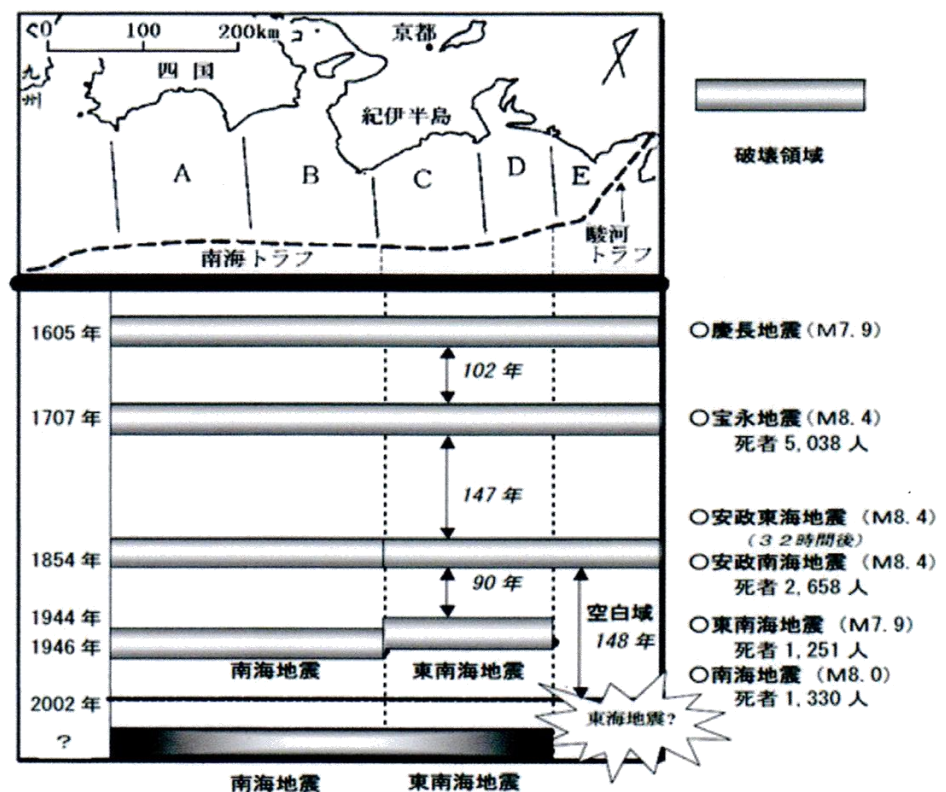 0 100 200km
京都
四国
九州
紀伊半島
破壊領域
A B C D E
駿河
トラフ
南海トラフ
1605年
○慶長地震(M7.9)
102年
1707年
○宝永地震(M8.4)
死者5,038人
147年
○安政東海地震 (M8.4)
(32時間後)
1854年
○安政南海地震 (M8.4)
死者2,658人
90年
空白域
148年
1944年
○東南海地震 (M7.9)
死者1,251人
1946年
南海地震
東南海地震
○南海地震 (M8.0)
死者1,330人
2002年
東海地震?
?
南海地震
東南海地震